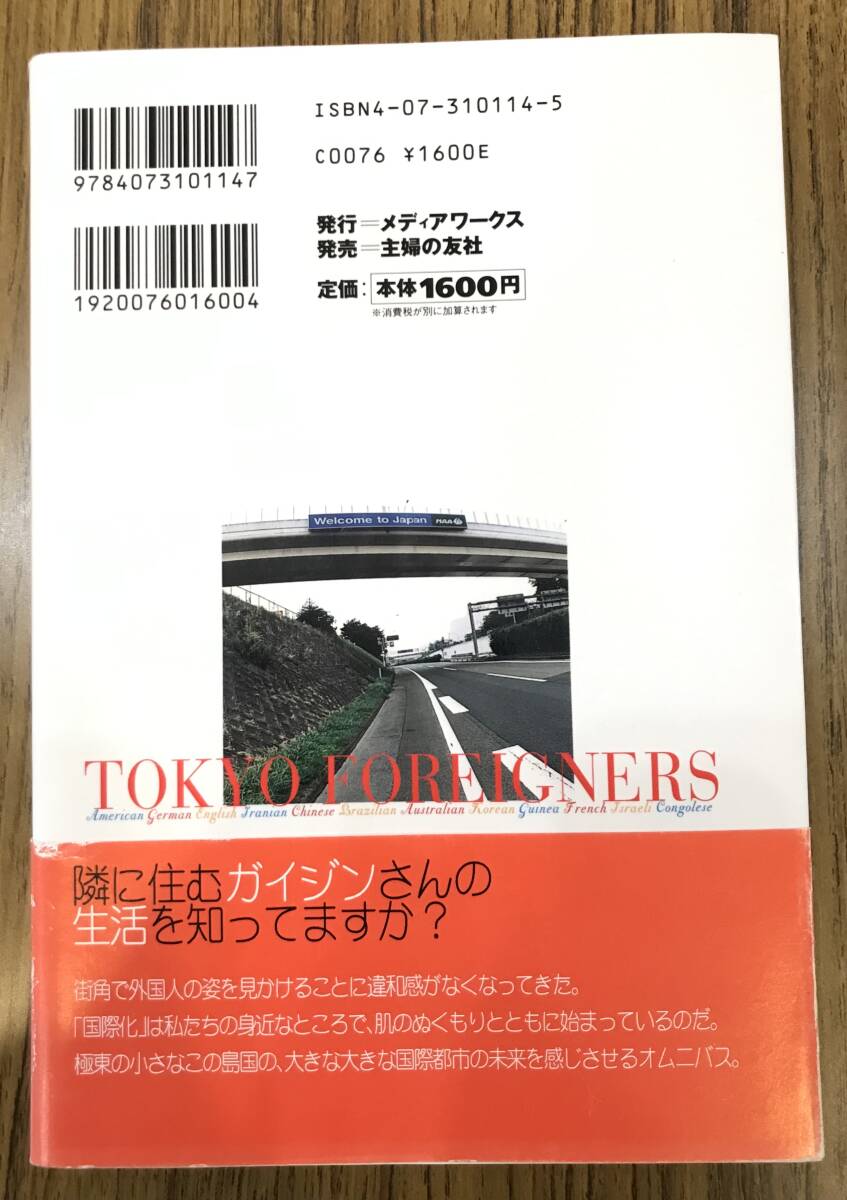 ISBN4-07-310114-5
C0076 ¥1600E
9784073101147
1920076016004
発行=メディアワークス
発売=主婦の友社
定価:本体1600円
※消費税が別に加算されます
Welcome to Japan NAA
TOKYO FOREIGNERS
American German English Iranian Chinese Brazilian Australian Korean Guinea French Israeli Congolese
隣に住むガイジンさんの
生活を知ってますか?
街角で外国人の姿を見かけることに違和感がなくなってきた。
「国際化」は私たちの身近なところで、肌のぬくもりとともに始まっているのだ。
極東の小さなこの島国の、大きな大きな国際都市の未来を感じさせるオムニバス。